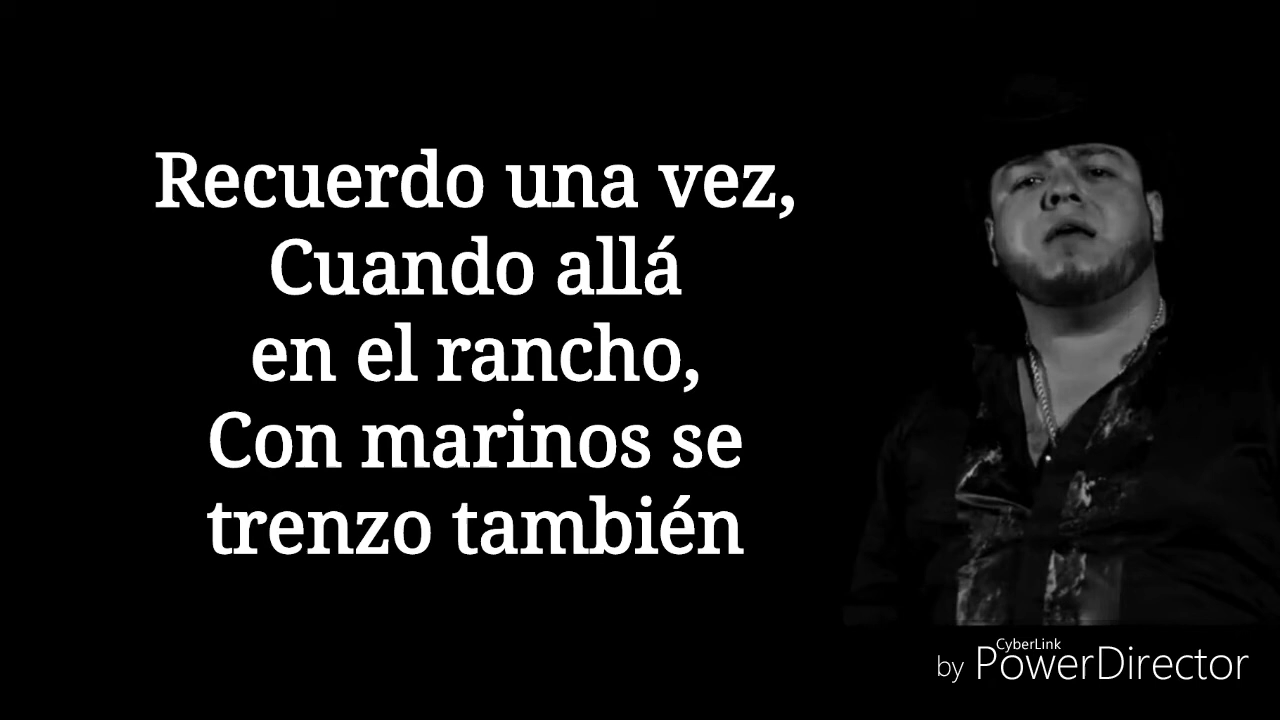 Recuerdo una vez,
Cuando allá
en el rancho,
Con marinos se
trenzo también
CyberLink
by PowerDirector